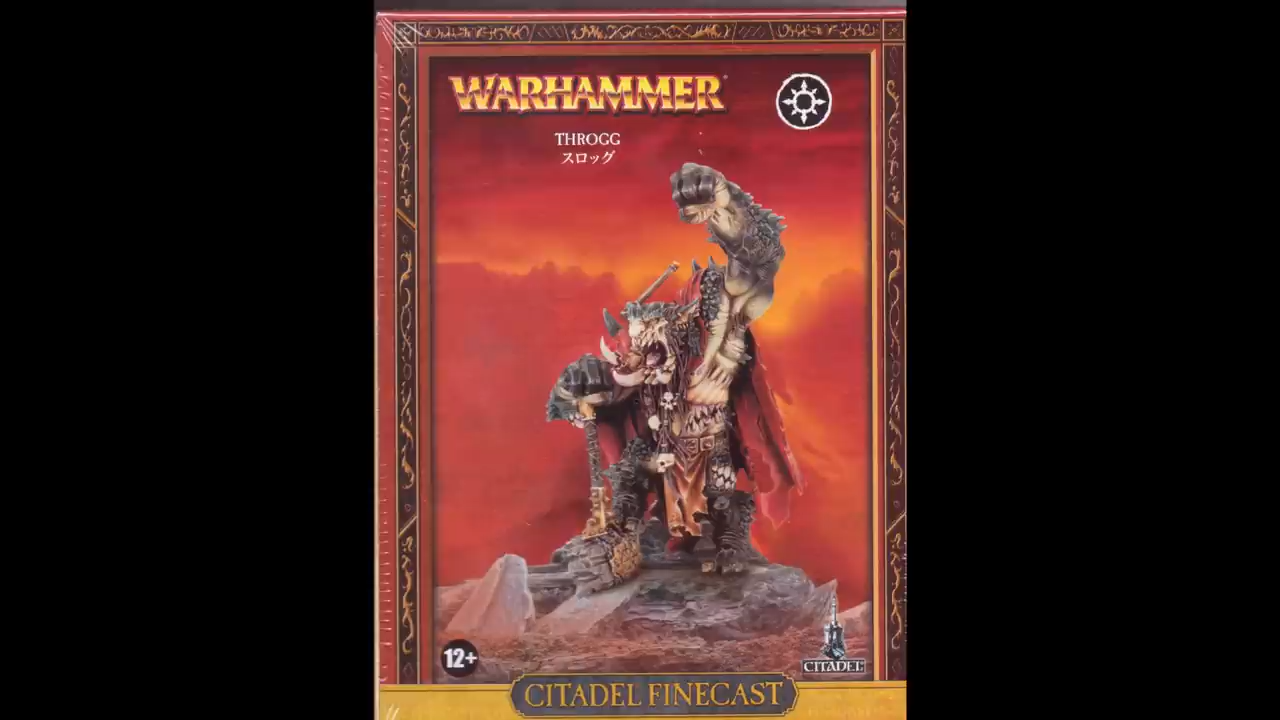 WARHAMMER
THROGG
スロッグ
12+
CITADEL
CITADEL FINECAST